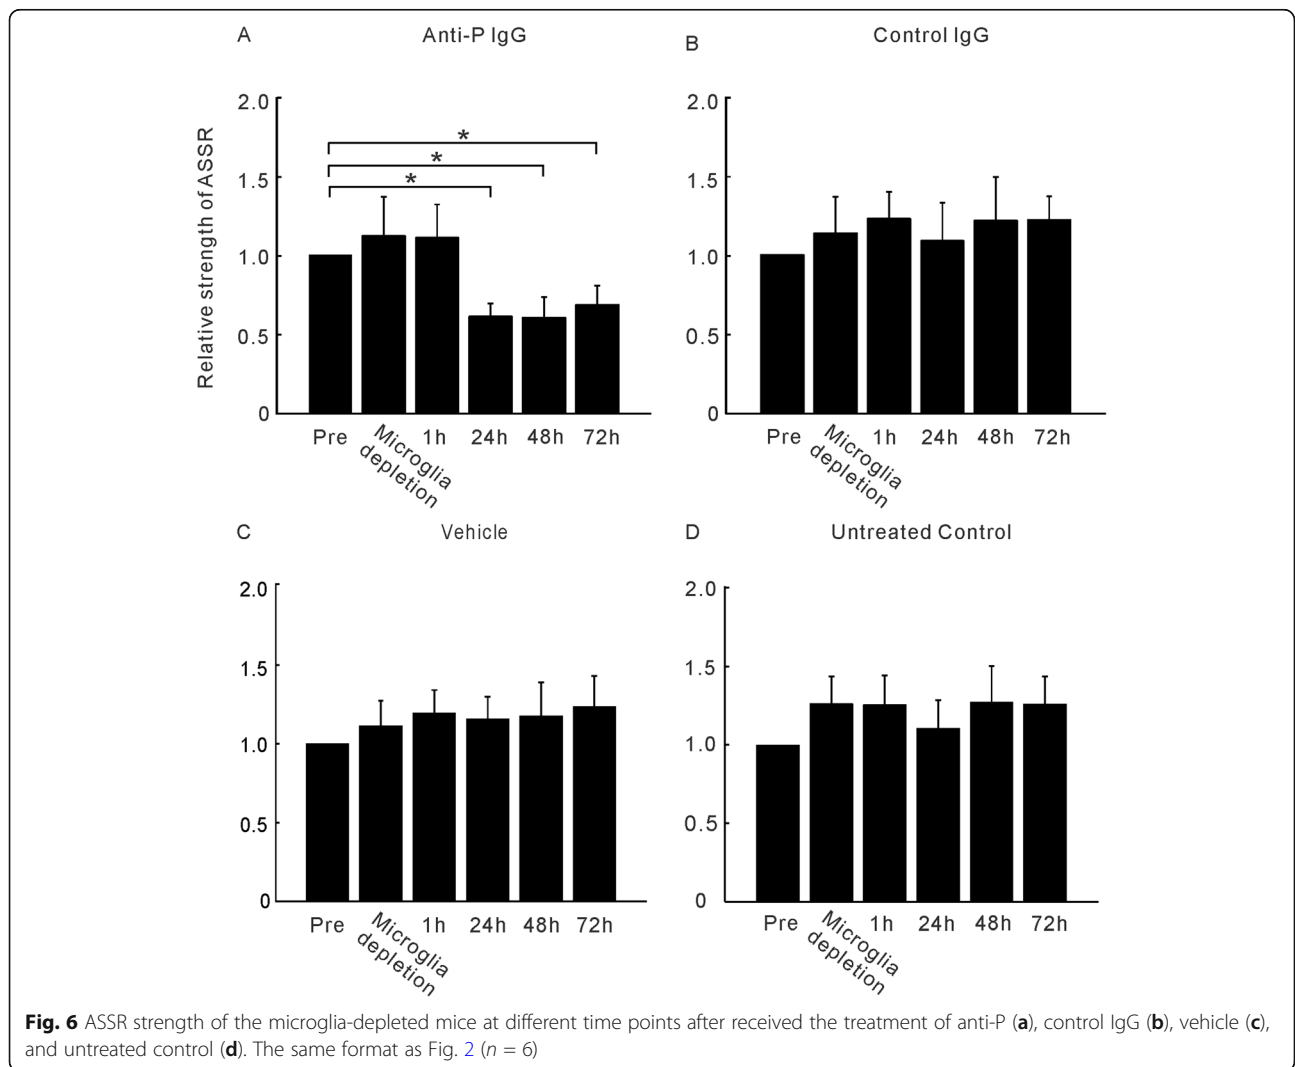 A
Anti-P IgG
Relative strength of ASSR
2.0
1.5
1.0
0.5
0
*
*
*
Pre
Microglia
depletion
1h
24h
48h
72h
B
Control IgG
2.0
1.5
1.0
0.5
0
Pre
Microglia
depletion
1h
24h
48h
72h
C
Vehicle
2.0
1.5
1.0
0.5
0
Pre
Microglia
depletion
1h
24h
48h
72h
D
Untreated Control
2.0
1.5
1.0
0.5
0
Pre
Microglia
depletion
1h
24h
48h
72h
Fig. 6 ASSR strength of the microglia-depleted mice at different time points after received the treatment of anti-P (a), control IgG (b), vehicle (c),
and untreated control (d). The same format as Fig. 2 (n = 6)